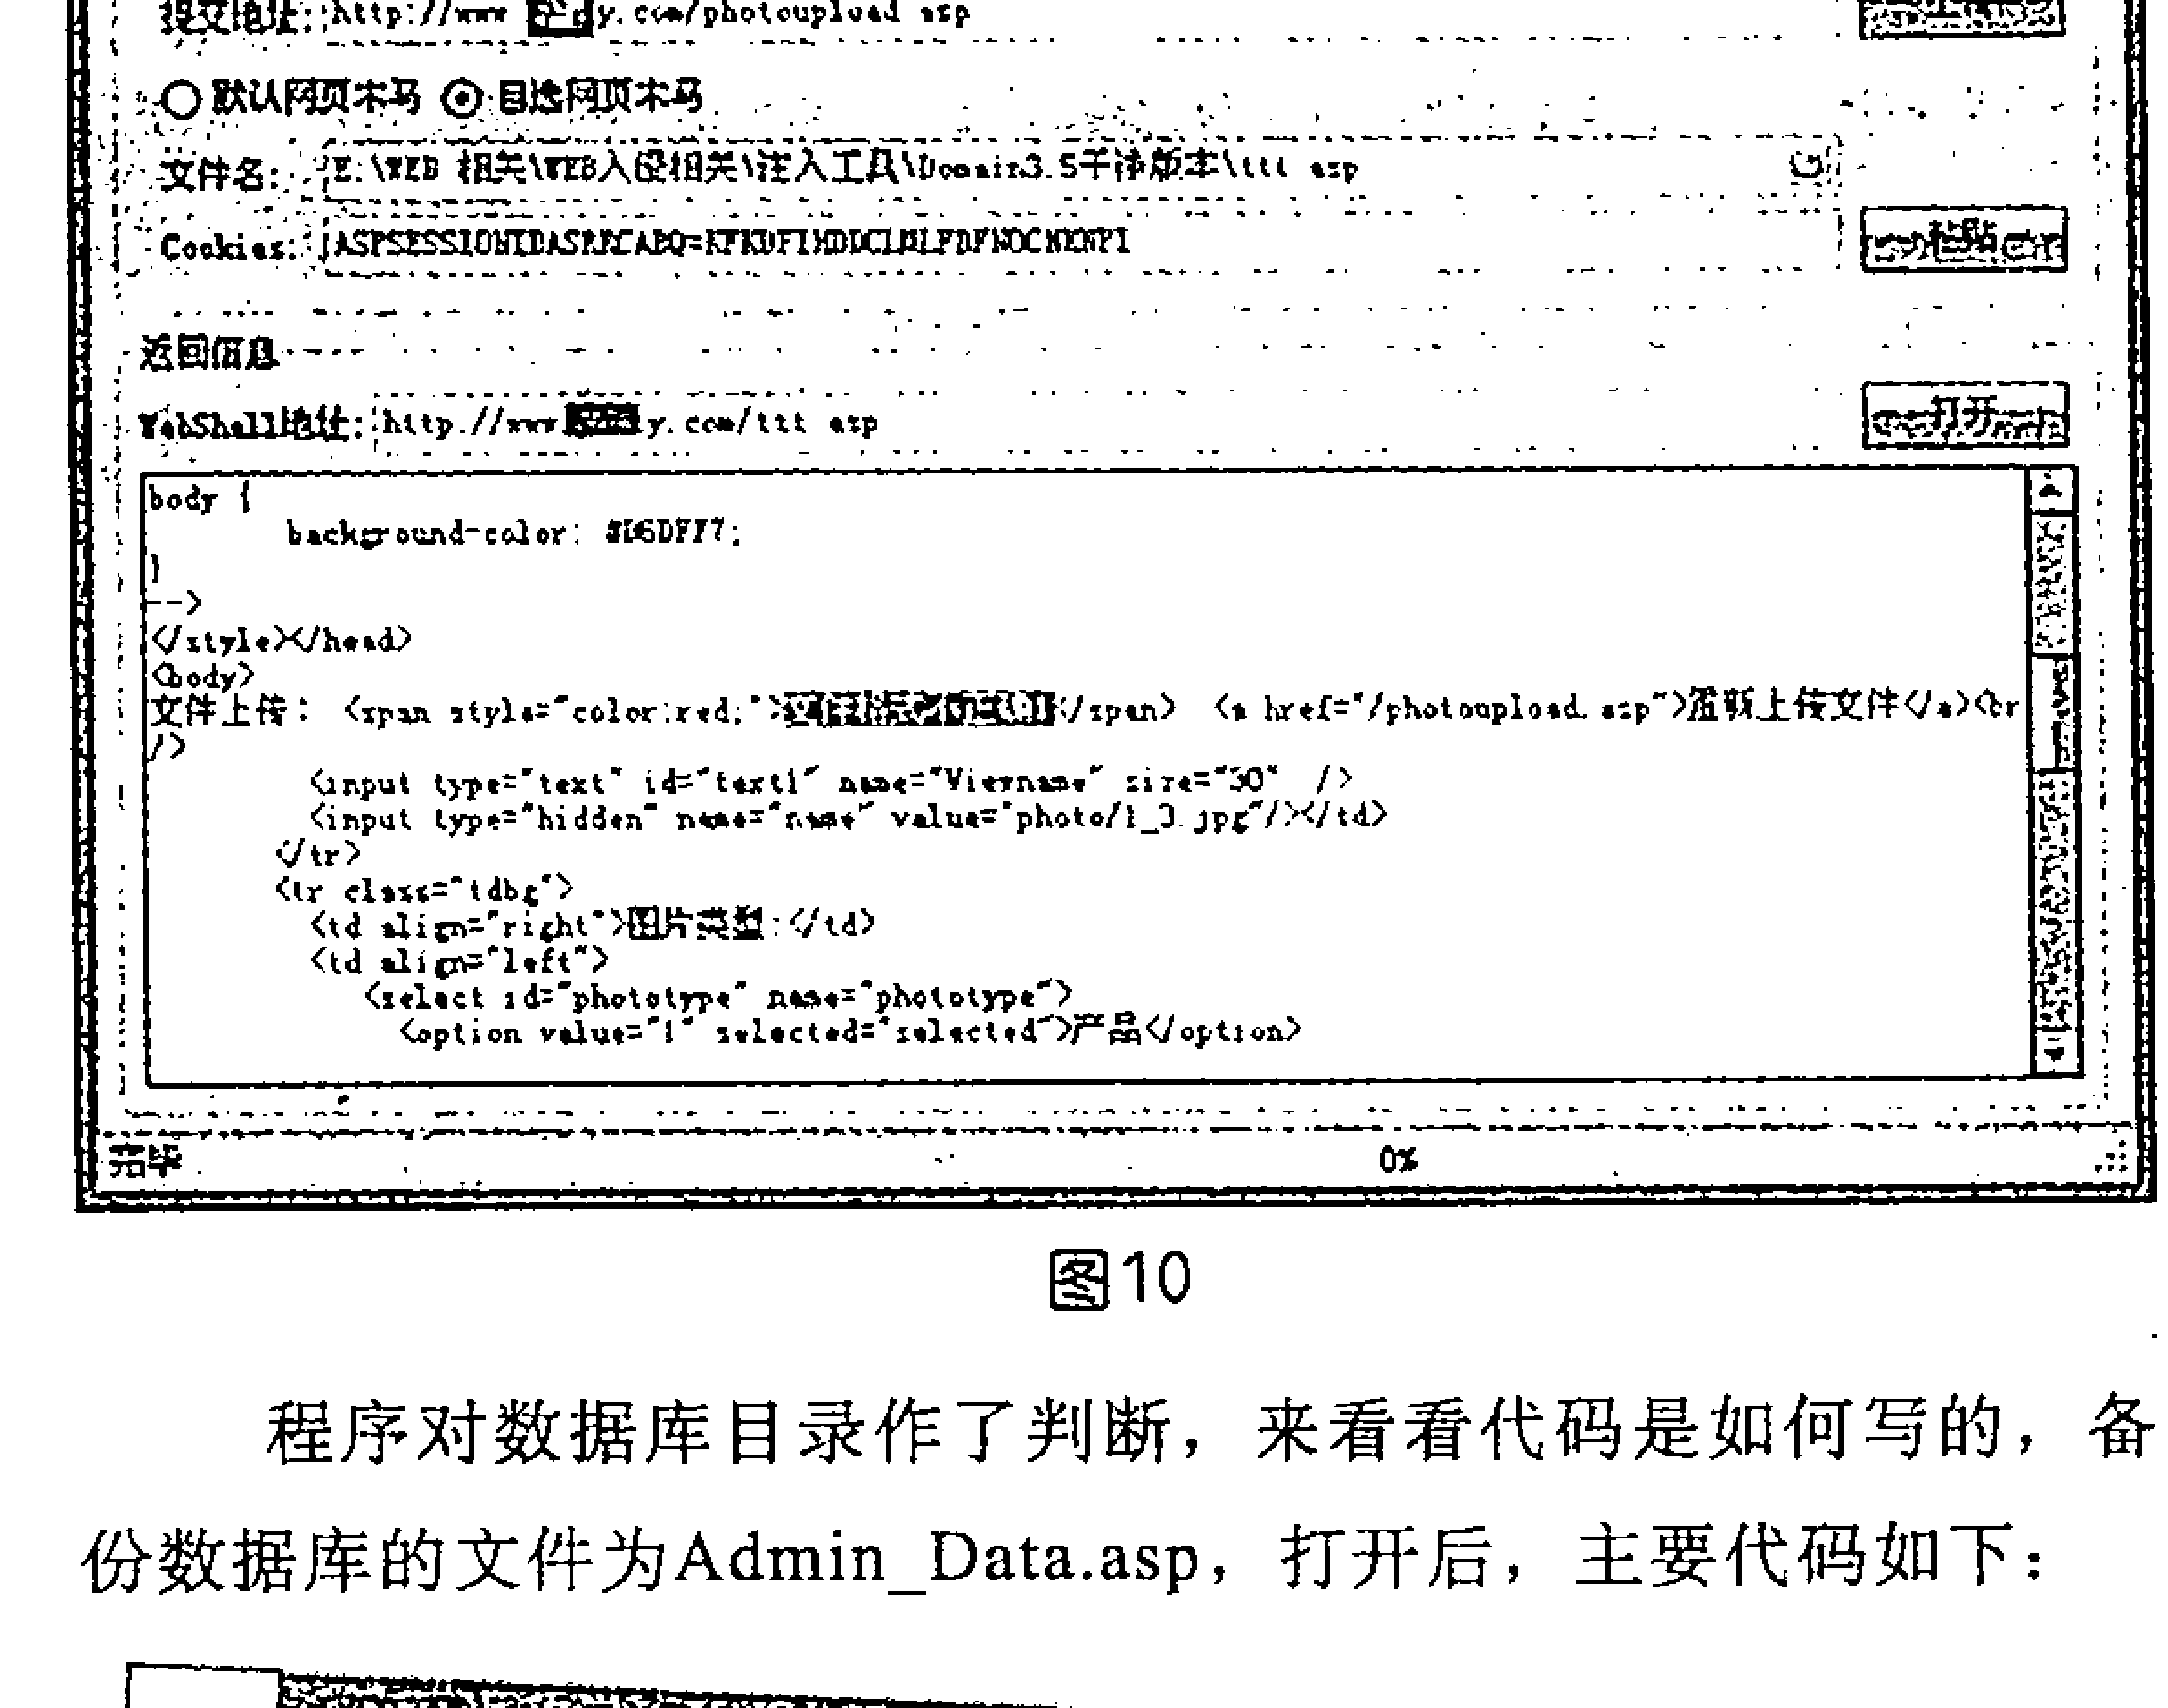 提交地址: http://www y.com/photoupload asp
默认网页木马 自选网页木马
文件名: E:\WEB 相关\WEB入侵相关\注入工具\Domain3.5干净版本\ttt asp
Cookies: 粘贴
返回信息
WebShell地址: http://www y.com/ttt asp 打开
body {
background-color: #D6DFF7;
}
-->
</style></head>
<body>
文件上传： <span style="color:red;"></span> <a href="/photoupload.asp">重新上传文件</a><br
/>
<input type="text" id="text1" name="Viewname" size="30" />
<input type="hidden" name="name" value="photo/1_3.jpg"/></td>
</tr>
<tr class="tdbg">
<td align="right">图片类型:</td>
<td align="left">
<select id="phototype" name="phototype">
<option value="1" selected="selected">产品</option>
0%
图10
程序对数据库目录作了判断，来看看代码是如何写的，备
份数据库的文件为Admin_Data.asp，打开后，主要代码如下：